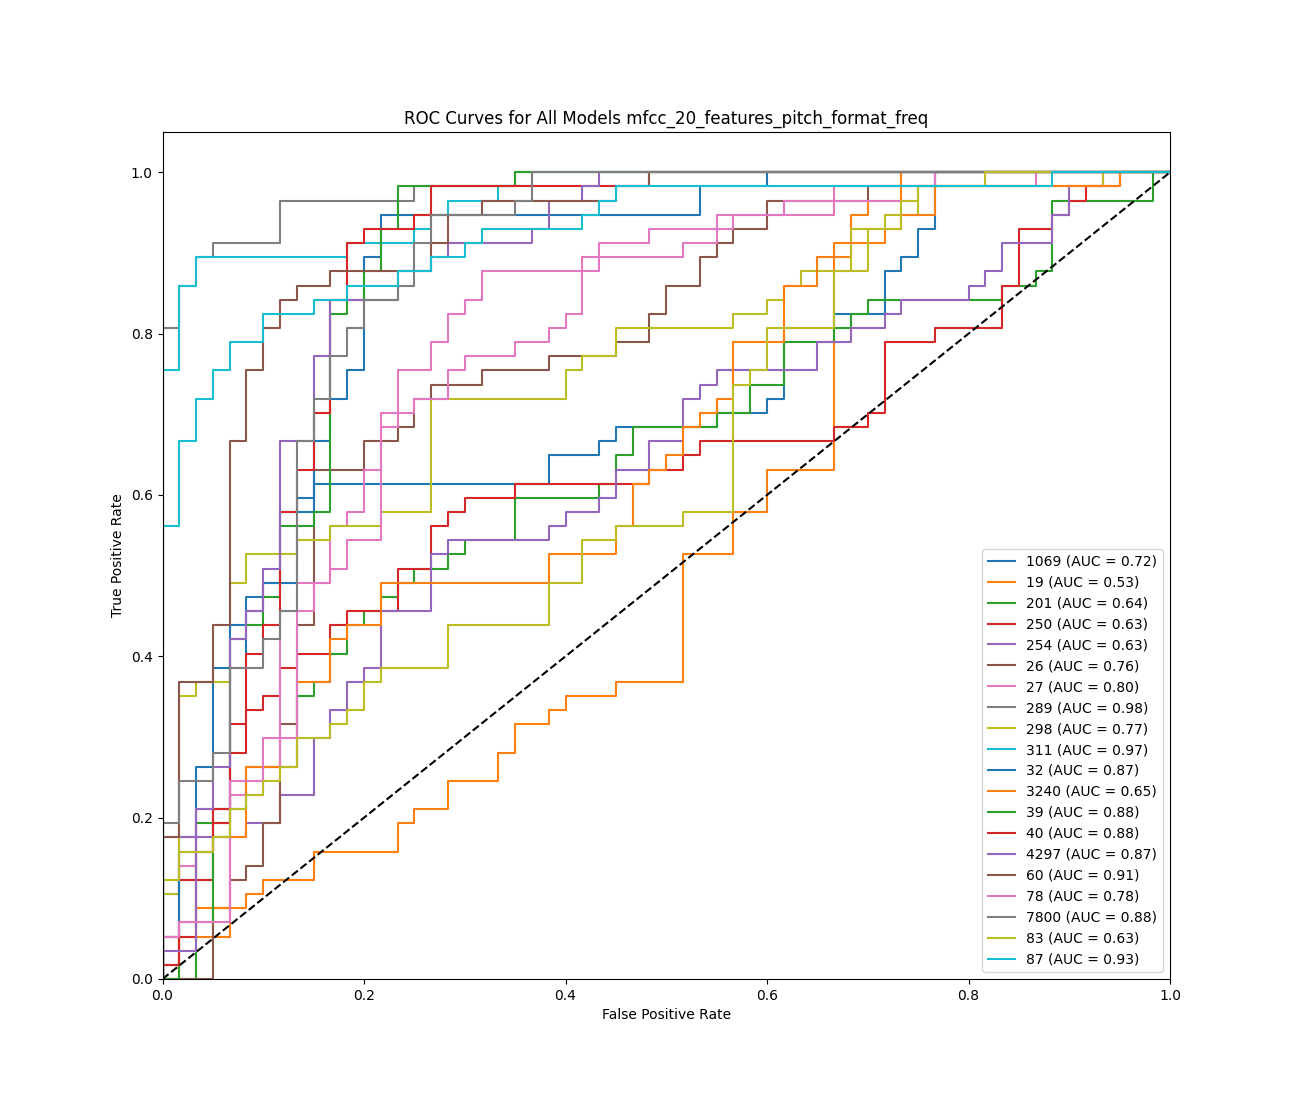 ROC Curves for All Models mfcc_20_features_pitch_format_freq
1.0
0.8
0.6
0.4
0.2
0.0
True Positive Rate
1069 (AUC = 0.72)
19 (AUC = 0.53)
201 (AUC = 0.64)
250 (AUC = 0.63)
254 (AUC = 0.63)
26 (AUC = 0.76)
27 (AUC = 0.80)
289 (AUC = 0.98)
298 (AUC = 0.77)
311 (AUC = 0.97)
32 (AUC = 0.87)
3240 (AUC = 0.65)
39 (AUC = 0.88)
40 (AUC = 0.88)
4297 (AUC = 0.87)
60 (AUC = 0.91)
78 (AUC = 0.78)
7800 (AUC = 0.88)
83 (AUC = 0.63)
87 (AUC = 0.93)
0.0 0.2 0.4 0.6 0.8 1.0
False Positive Rate